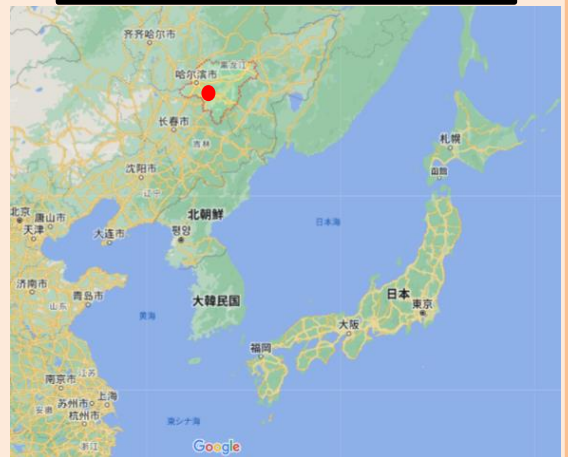 齐齐哈尔市
哈尔滨市
黑龙江
长春市
吉林
札幌
函館
沈阳市
辽宁
北京
唐山市
天津
大连市
北朝鮮
평양
日本海
济南市
青岛市
山东
大韓民国
日本
東京
黄海
大阪
福岡
南京市
江苏
安徽
苏州市
上海
杭州市
浙江
東シナ海
Google